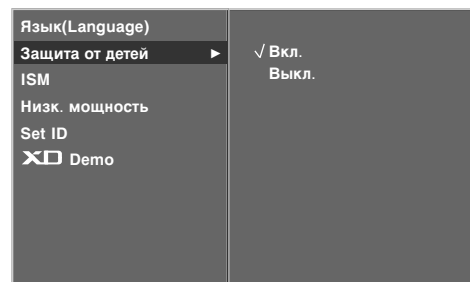 Язык(Language)
Защита от детей ►
ISM
Низк. мощность
Set ID
XD Demo
√ Вкл.
Выкл.